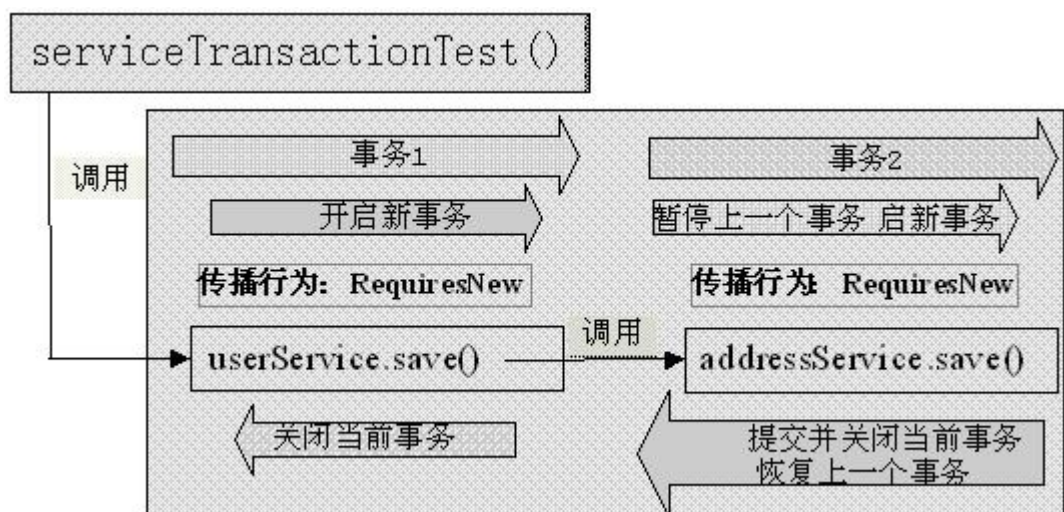 serviceTransactionTest()
调用
事务1
事务2
开启新事务
暂停上一个事务 启新事务
传播行为: RequiresNew
传播行为 RequiresNew
调用
userService.save()
addressService.save()
关闭当前事务
提交并关闭当前事务
恢复上一个事务